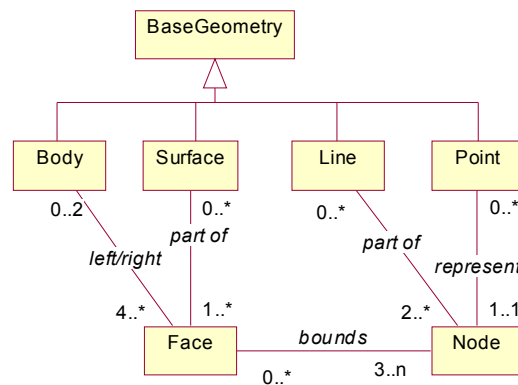 BaseGeometry
Body Surface Line Point
0..2 0..* 0..* 0..*
part of part of
left/right represent
4..* 1..* 2..* 1..1
Face bounds Node
0..* 3..n